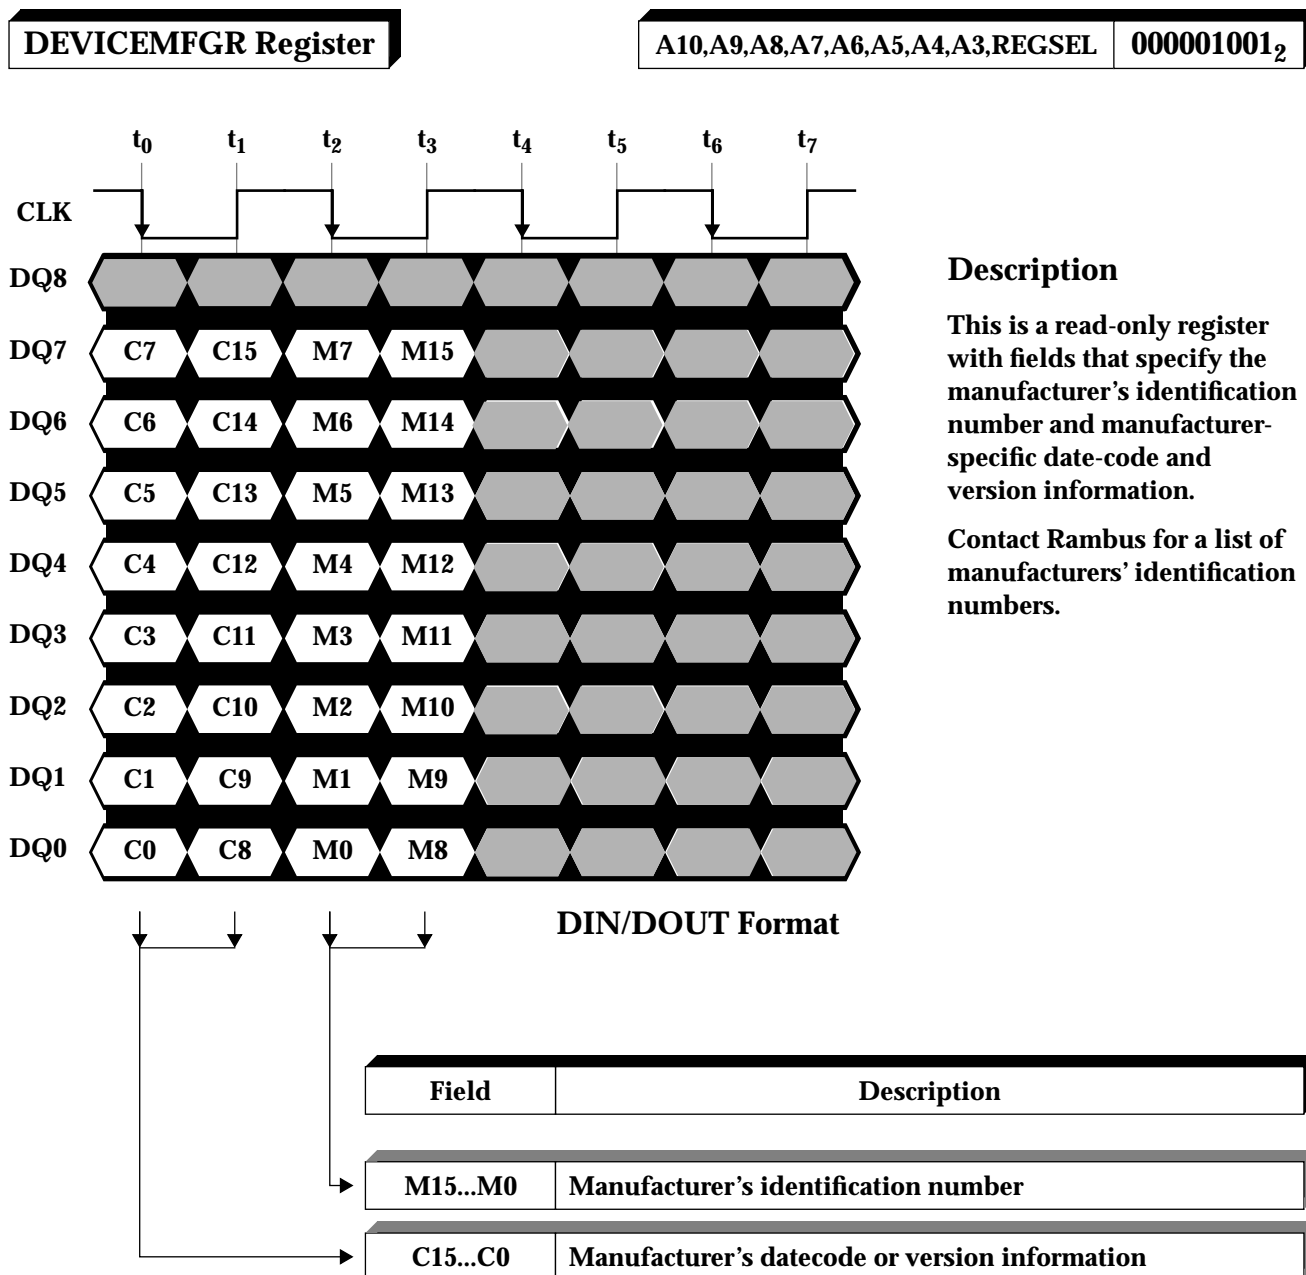 DEVICEMFGR Register
A10,A9,A8,A7,A6,A5,A4,A3,REGSEL 000001001₂
t₀ t₁ t₂ t₃ t₄ t₅ t₆ t₇
CLK
DQ8
DQ7 C7 C15 M7 M15
DQ6 C6 C14 M6 M14
DQ5 C5 C13 M5 M13
DQ4 C4 C12 M4 M12
DQ3 C3 C11 M3 M11
DQ2 C2 C10 M2 M10
DQ1 C1 C9 M1 M9
DQ0 C0 C8 M0 M8
DIN/DOUT Format
Description
This is a read-only register
with fields that specify the
manufacturer’s identification
number and manufacturer-
specific date-code and
version information.
Contact Rambus for a list of
manufacturers’ identification
numbers.
Field Description
M15...M0 Manufacturer’s identification number
C15...C0 Manufacturer’s datecode or version information